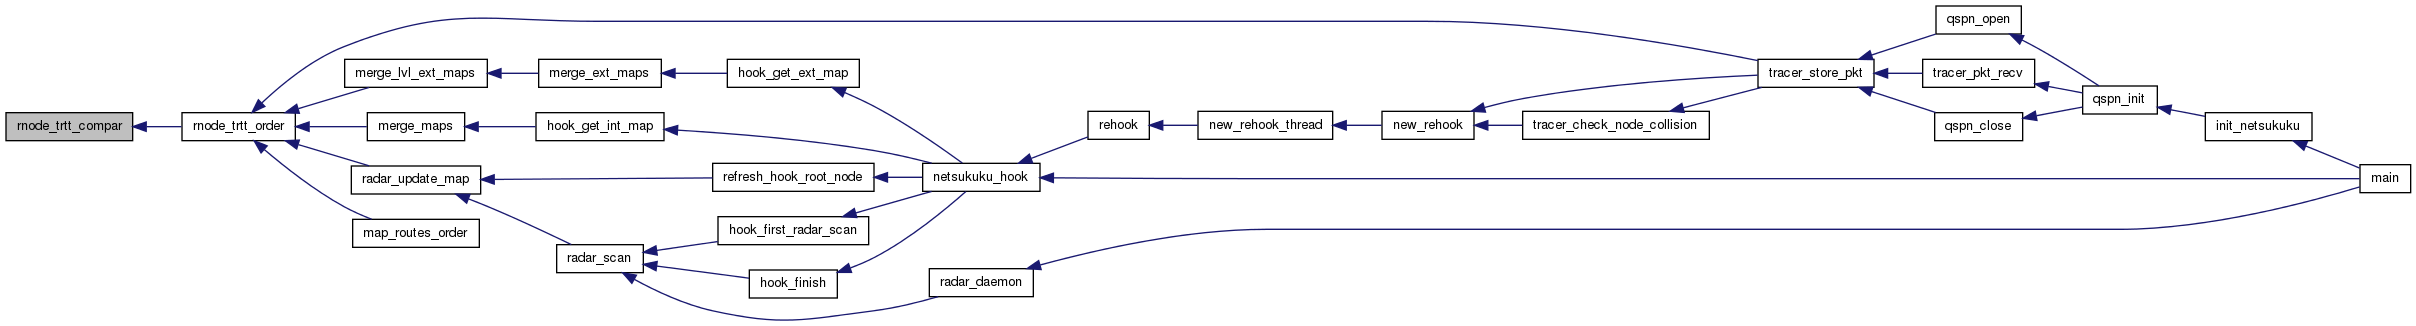 rnode_trtt_compar
rnode_trtt_order
merge_lvl_ext_maps
merge_maps
radar_update_map
map_routes_order
merge_ext_maps
hook_get_int_map
radar_scan
hook_get_ext_map
refresh_hook_root_node
hook_first_radar_scan
hook_finish
netsukuku_hook
radar_daemon
rehook
new_rehook_thread
new_rehook
tracer_check_node_collision
tracer_store_pkt
qspn_open
tracer_pkt_recv
qspn_close
qspn_init
init_netsukuku
main